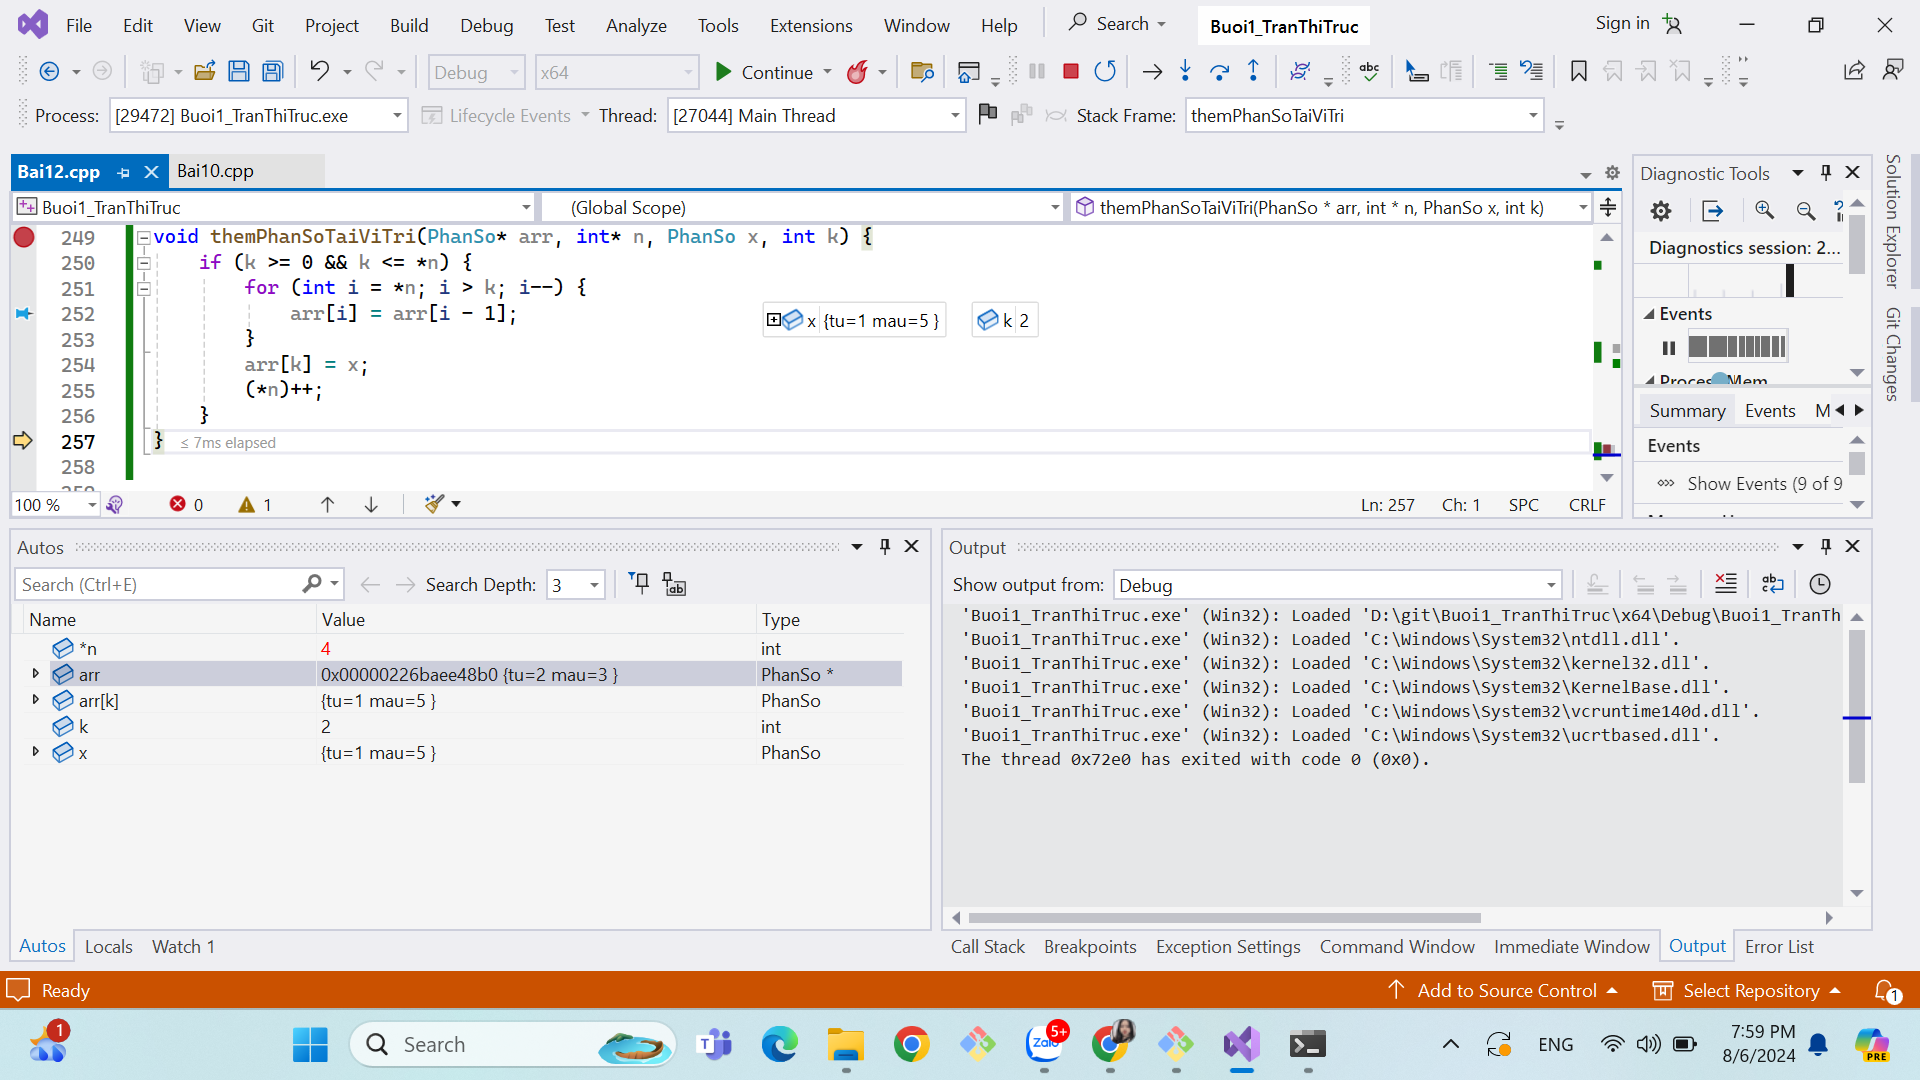 File Edit View Git Project Build Debug Test Analyze Tools Extensions Window Help Search Buoi1_TranThiTruc Sign in
Debug x64 Continue
Process: [29472] Buoi1_TranThiTruc.exe Lifecycle Events Thread: [27044] Main Thread Stack Frame: themPhanSoTaiViTri
Bai12.cpp Bai10.cpp
Buoi1_TranThiTruc (Global Scope) themPhanSoTaiViTri(PhanSo * arr, int * n, PhanSo x, int k)
249 void themPhanSoTaiViTri(PhanSo* arr, int* n, PhanSo x, int k) {
250 if (k >= 0 && k <= *n) {
251 for (int i = *n; i > k; i--) {
252 arr[i] = arr[i - 1];
x {tu=1 mau=5 } k 2
253 }
254 arr[k] = x;
255 (*n)++;
256 }
257 } ≤ 7ms elapsed
258
100 % 0 1 Ln: 257 Ch: 1 SPC CRLF
Diagnostic Tools
Diagnostics session: 2...
Events
Summary Events M
Events
Show Events (9 of 9
Solution Explorer
Git Changes
Autos
Search (Ctrl+E) Search Depth: 3
Name Value Type
*n 4 int
arr 0x00000226baee48b0 {tu=2 mau=3 } PhanSo *
arr[k] {tu=1 mau=5 } PhanSo
k 2 int
x {tu=1 mau=5 } PhanSo
Autos Locals Watch 1
Output
Show output from: Debug
'Buoi1_TranThiTruc.exe' (Win32): Loaded 'D:\git\Buoi1_TranThiTruc\x64\Debug\Buoi1_TranTh
'Buoi1_TranThiTruc.exe' (Win32): Loaded 'C:\Windows\System32\ntdll.dll'.
'Buoi1_TranThiTruc.exe' (Win32): Loaded 'C:\Windows\System32\kernel32.dll'.
'Buoi1_TranThiTruc.exe' (Win32): Loaded 'C:\Windows\System32\KernelBase.dll'.
'Buoi1_TranThiTruc.exe' (Win32): Loaded 'C:\Windows\System32\vcruntime140d.dll'.
'Buoi1_TranThiTruc.exe' (Win32): Loaded 'C:\Windows\System32\ucrtbased.dll'.
The thread 0x72e0 has exited with code 0 (0x0).
Call Stack Breakpoints Exception Settings Command Window Immediate Window Output Error List
Ready Add to Source Control Select Repository 1
1 Search 5+ Zalo ENG 7:59 PM
8/6/2024 PRE